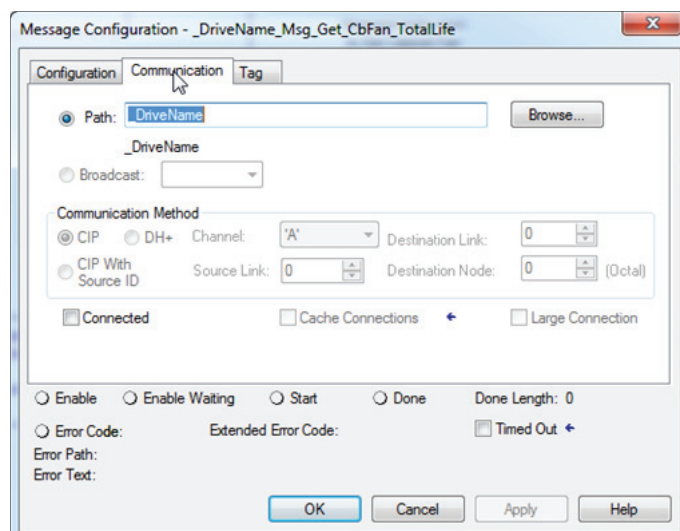 Message Configuration - _DriveName_Msg_Get_CbFan_TotalLife
Configuration Communication Tag
Path: _DriveName Browse...
_DriveName
Broadcast:
Communication Method
CIP DH+ Channel: 'A' Destination Link: 0
CIP With Source ID Source Link: 0 Destination Node: 0 (Octal)
Connected Cache Connections Large Connection
Enable Enable Waiting Start Done Done Length: 0
Error Code: Extended Error Code: Timed Out
Error Path:
Error Text:
OK Cancel Apply Help